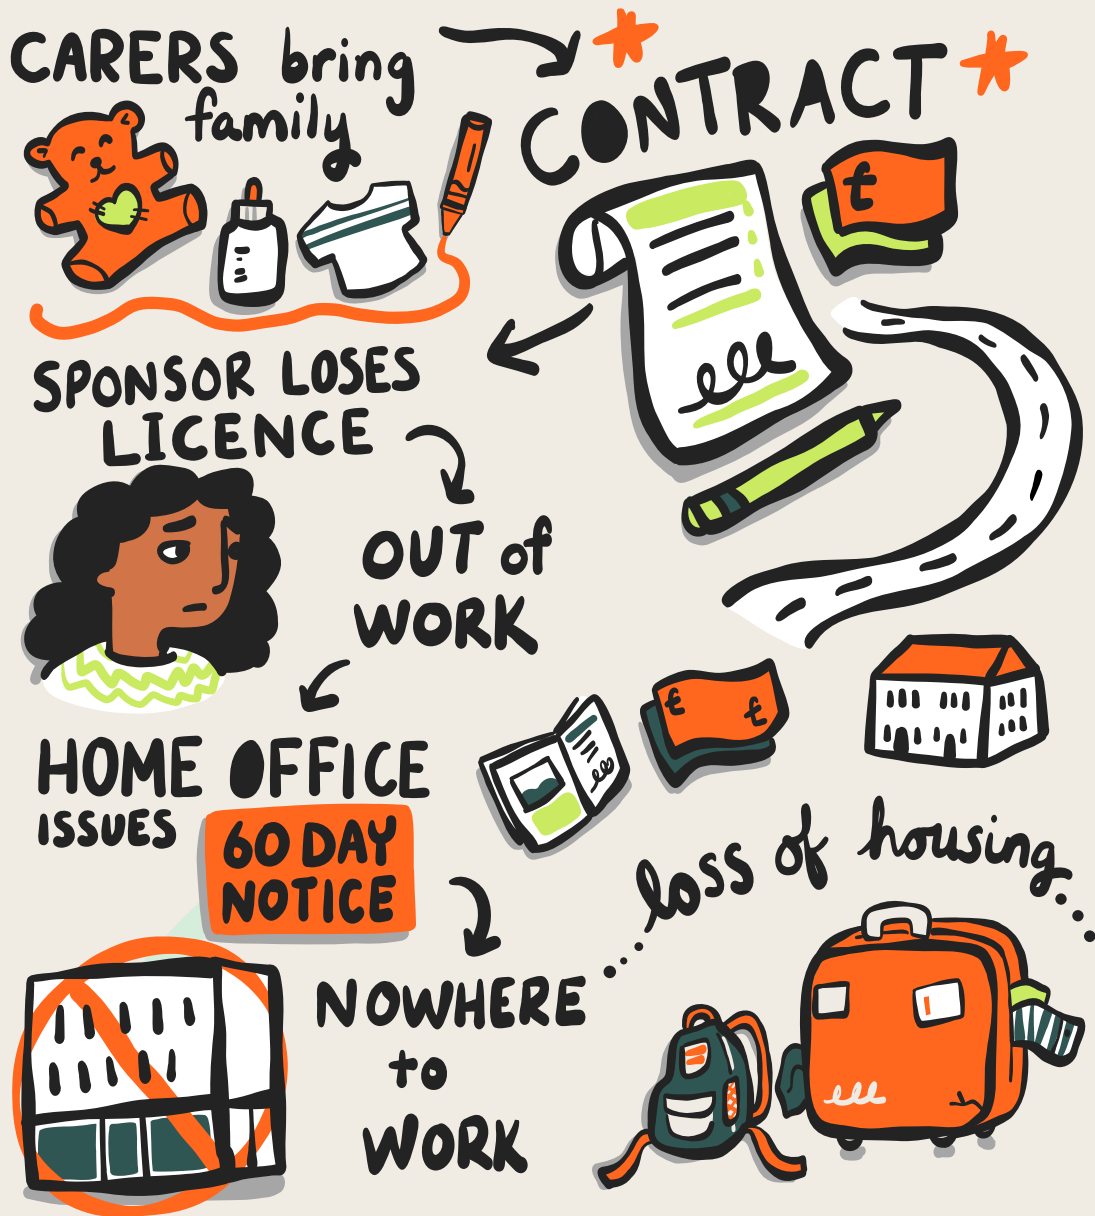 CARERS bring
family
CONTRACT
£
SPONSOR LOSES
LICENCE
OUT of
WORK
HOME OFFICE
ISSUES
60 DAY
NOTICE
£ £
NOWHERE
to
WORK
loss of housing